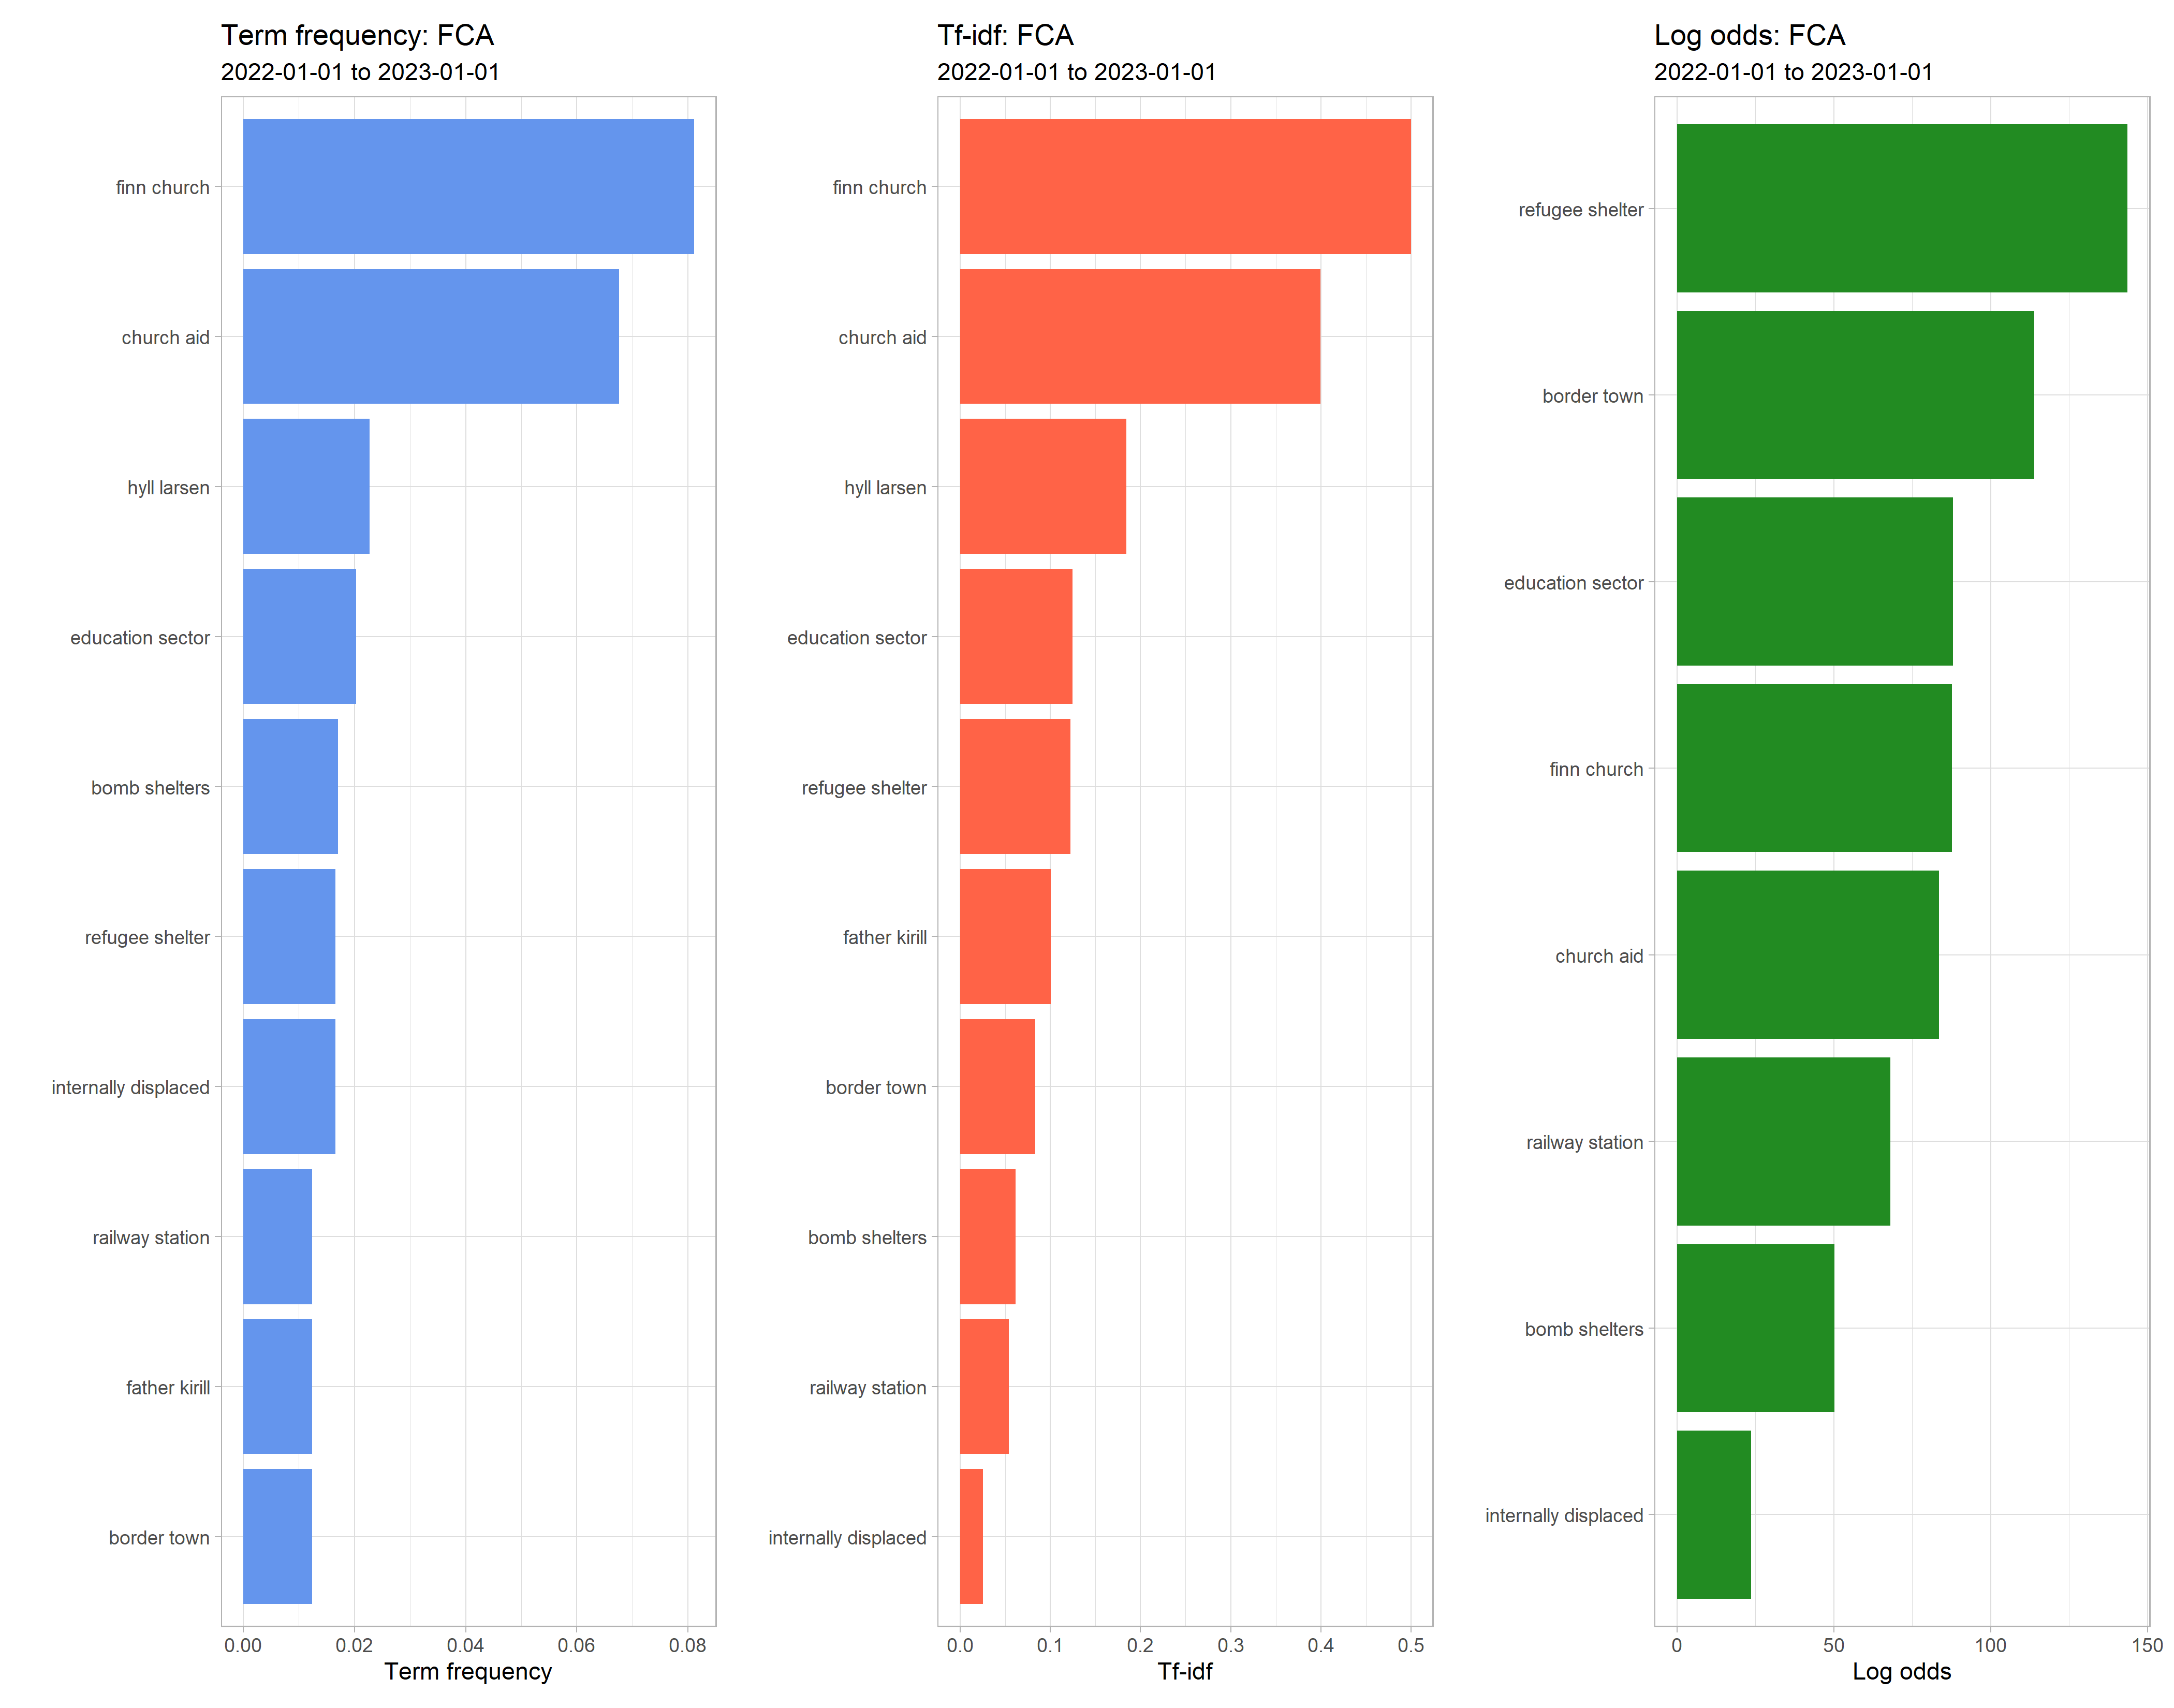 Term frequency: FCA
2022-01-01 to 2023-01-01
finn church
church aid
hyll larsen
education sector
bomb shelters
refugee shelter
internally displaced
railway station
father kirill
border town
0.00 0.02 0.04 0.06 0.08
Term frequency
Tf-idf: FCA
2022-01-01 to 2023-01-01
finn church
church aid
hyll larsen
education sector
refugee shelter
father kirill
border town
bomb shelters
railway station
internally displaced
0.0 0.1 0.2 0.3 0.4 0.5
Tf-idf
Log odds: FCA
2022-01-01 to 2023-01-01
refugee shelter
border town
education sector
finn church
church aid
railway station
bomb shelters
internally displaced
0 50 100 150
Log odds